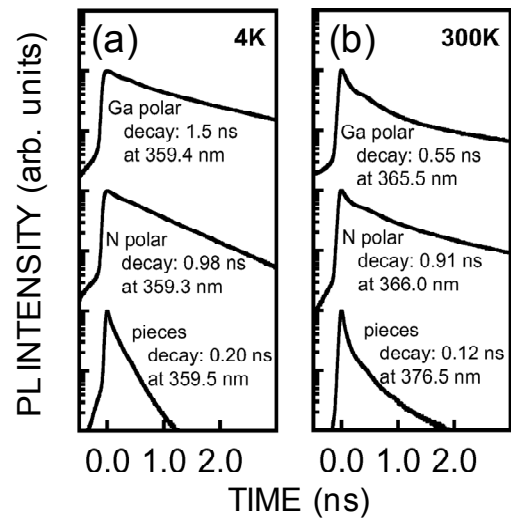 (a) 4K
Ga polar
decay: 1.5 ns
at 359.4 nm
N polar
decay: 0.98 ns
at 359.3 nm
pieces
decay: 0.20 ns
at 359.5 nm
(b) 300K
Ga polar
decay: 0.55 ns
at 365.5 nm
N polar
decay: 0.91 ns
at 366.0 nm
pieces
decay: 0.12 ns
at 376.5 nm
PL INTENSITY (arb. units)
0.0 1.0 2.0 0.0 1.0 2.0
TIME (ns)